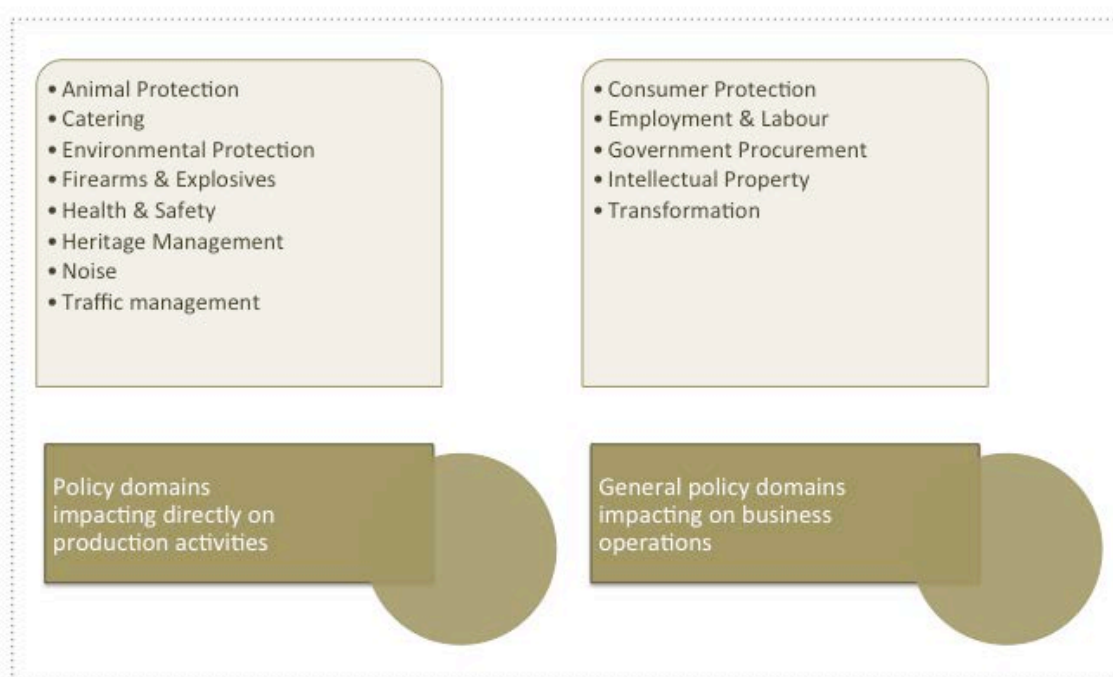 • Animal Protection
• Catering
• Environmental Protection
• Firearms & Explosives
• Health & Safety
• Heritage Management
• Noise
• Traffic management
Policy domains
impacting directly on
production activities
• Consumer Protection
• Employment & Labour
• Government Procurement
• Intellectual Property
• Transformation
General policy domains
impacting on business
operations